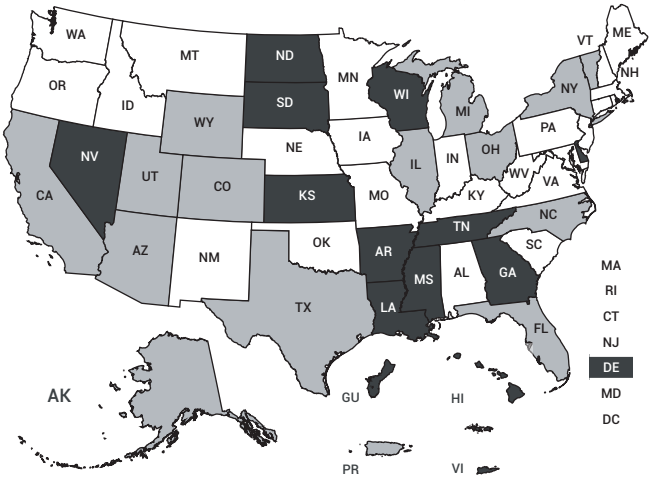 WA
MT
ND
MN
VT
ME
NH
OR
ID
SD
WI
MI
NY
WY
NV
NE
IA
PA
IL
IN
OH
CA
UT
CO
KS
MO
KY
WV
VA
NC
TN
AZ
NM
OK
AR
SC
MS
AL
GA
LA
TX
FL
MA
RI
CT
NJ
DE
MD
DC
AK
GU
HI
PR
VI